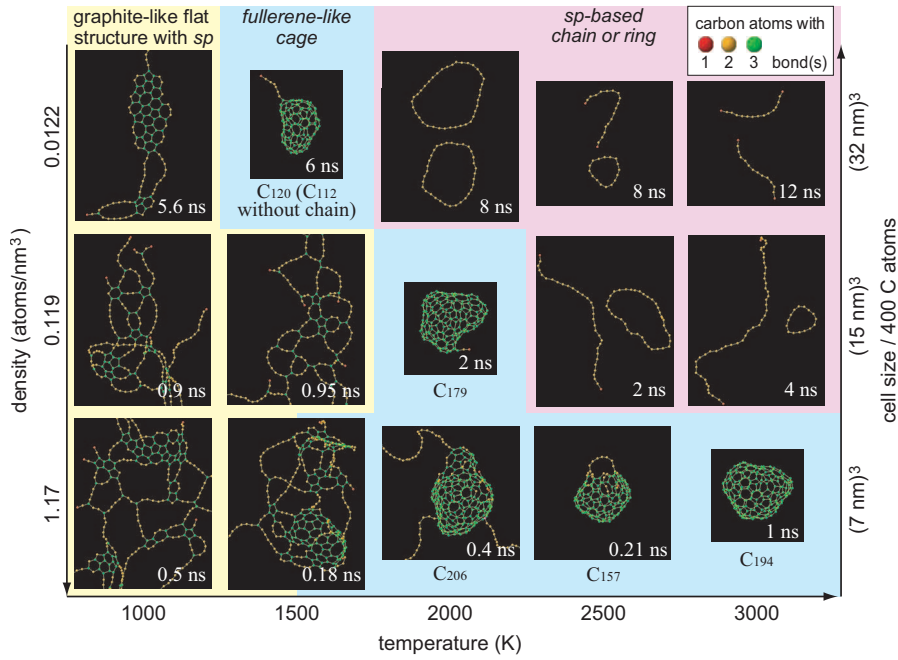 graphite-like flat
structure with sp
fullerene-like
cage
sp-based
chain or ring
carbon atoms with
1 2 3 bond(s)
density (atoms/nm³)
0.0122
0.119
1.17
5.6 ns
6 ns
C₁₂₀ (C₁₁₂
without chain)
8 ns
8 ns
12 ns
0.9 ns
0.95 ns
2 ns
C₁₇₉
2 ns
4 ns
0.5 ns
0.18 ns
0.4 ns
C₂₀₆
0.21 ns
C₁₅₇
1 ns
C₁₉₄
(32 nm)³
(15 nm)³
(7 nm)³
cell size / 400 C atoms
1000 1500 2000 2500 3000
temperature (K)